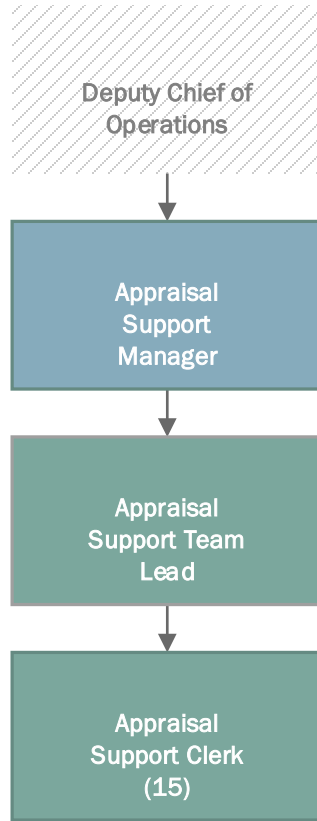 Deputy Chief of
Operations
Appraisal
Support
Manager
Appraisal
Support Team
Lead
Appraisal
Support Clerk
(15)